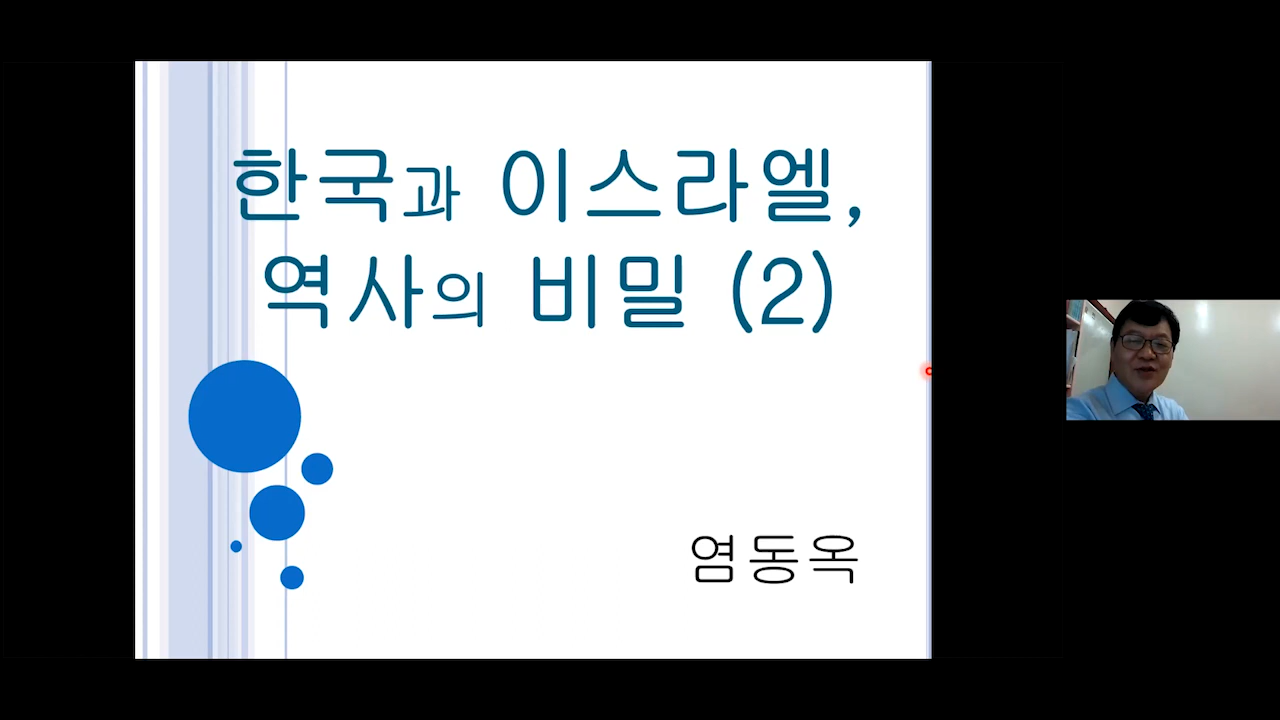 한국과 이스라엘,
역사의 비밀 (2)
염동옥